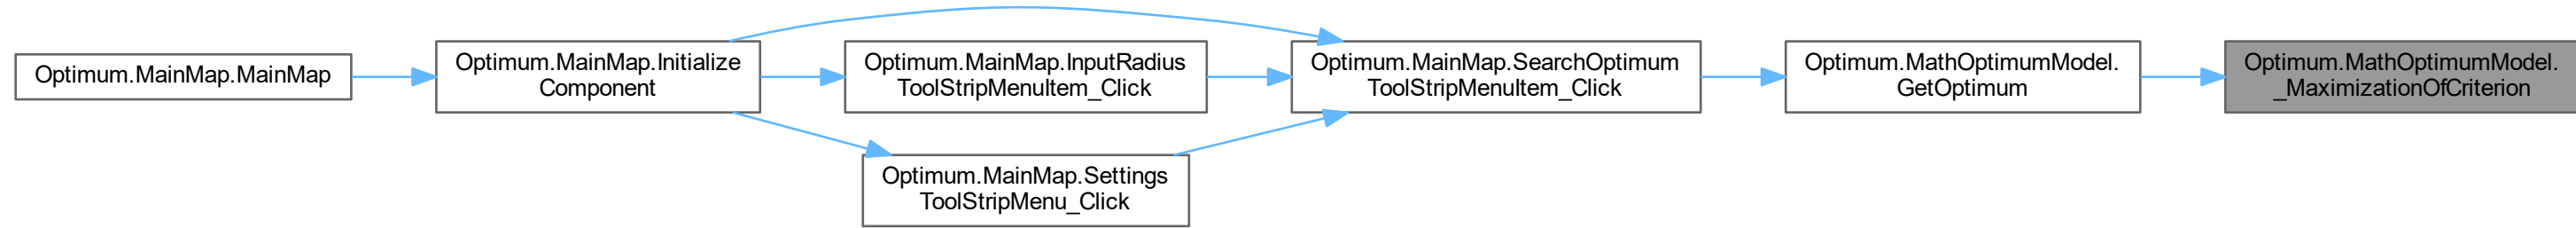 Optimum.MainMap.MainMap
Optimum.MainMap.Initialize
Component
Optimum.MainMap.InputRadius
ToolStripMenuItem_Click
Optimum.MainMap.Settings
ToolStripMenu_Click
Optimum.MainMap.SearchOptimum
ToolStripMenuItem_Click
Optimum.MathOptimumModel.
GetOptimum
Optimum.MathOptimumModel.
_MaximizationOfCriterion